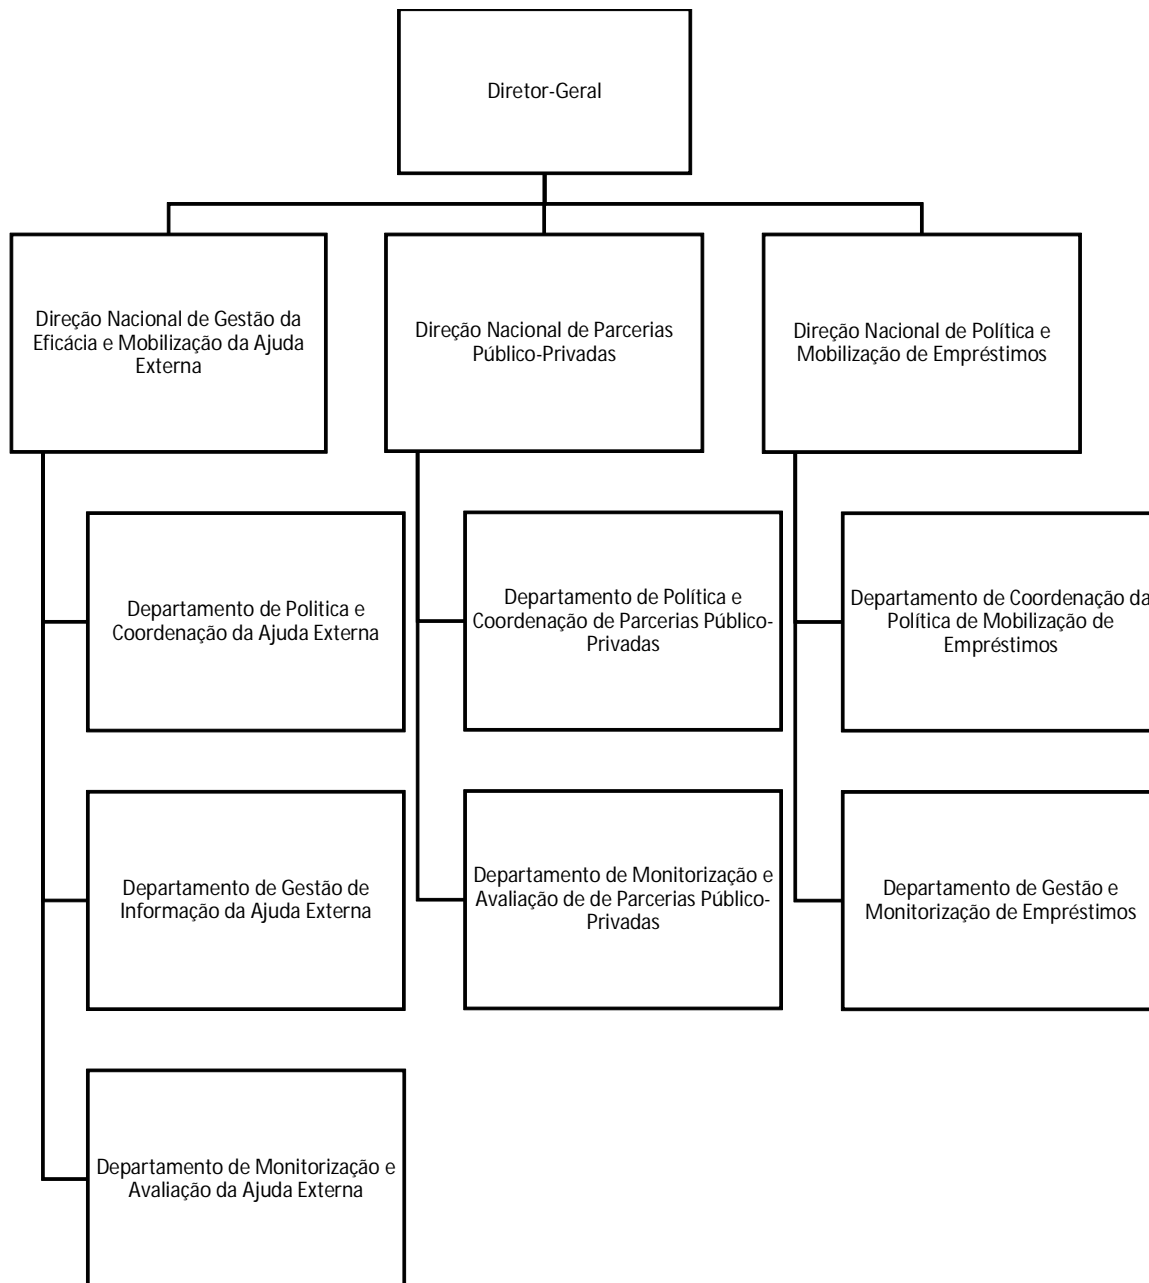 Diretor-Geral
Direção Nacional de Gestão da
Eficácia e Mobilização da Ajuda
Externa
Direção Nacional de Parcerias
Público-Privadas
Direção Nacional de Política e
Mobilização de Empréstimos
Departamento de Politica e
Coordenação da Ajuda Externa
Departamento de Política e
Coordenação de Parcerias Público-
Privadas
Departamento de Coordenação da
Política de Mobilização de
Empréstimos
Departamento de Gestão de
Informação da Ajuda Externa
Departamento de Monitorização e
Avaliação de de Parcerias Público-
Privadas
Departamento de Gestão e
Monitorização de Empréstimos
Departamento de Monitorização e
Avaliação da Ajuda Externa